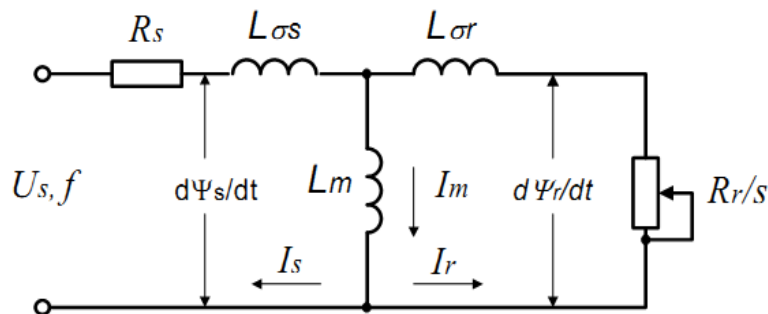 Rs
Lσs
Lσr
Us, f
dΨs/dt
Lm
Im
dΨr/dt
Rr/s
Is
Ir